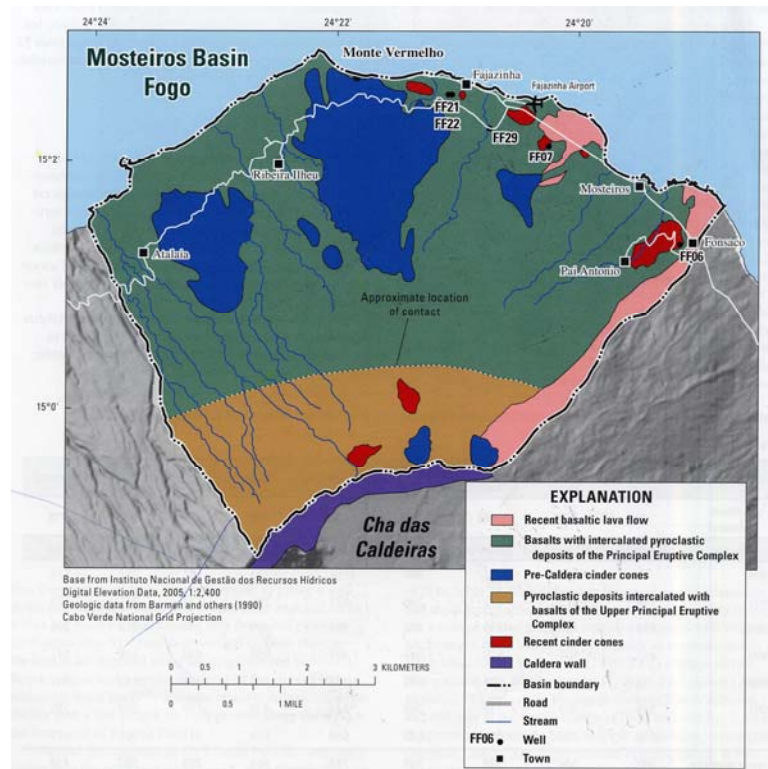 24°24'
24°22'
24°20'
Mosteiros Basin
Fogo
Monte Vermelho
Fajazinha
Fajazinha Airport
FF21
FF22
FF29
FF07
15°2'
Ribeira Ilheu
Mosteiros
Atalaia
Fonsaco
FF06
Pai Antonio
Approximate location
of contact
15°0'
Cha das
Caldeiras
EXPLANATION
Recent basaltic lava flow
Basalts with intercalated pyroclastic
deposits of the Principal Eruptive Complex
Pre-Caldera cinder cones
Pyroclastic deposits intercalated with
basalts of the Upper Principal Eruptive
Complex
Recent cinder cones
Caldera wall
Basin boundary
Road
Stream
FF06 Well
Town
Base from Instituto Nacional de Gestão dos Recursos Hídricos
Digital Elevation Data, 2005, 1:2,400
Geologic data from Barmen and others (1990)
Cabo Verde National Grid Projection
0 0.5 1 2 3 KILOMETERS
0 0.5 1 MILE